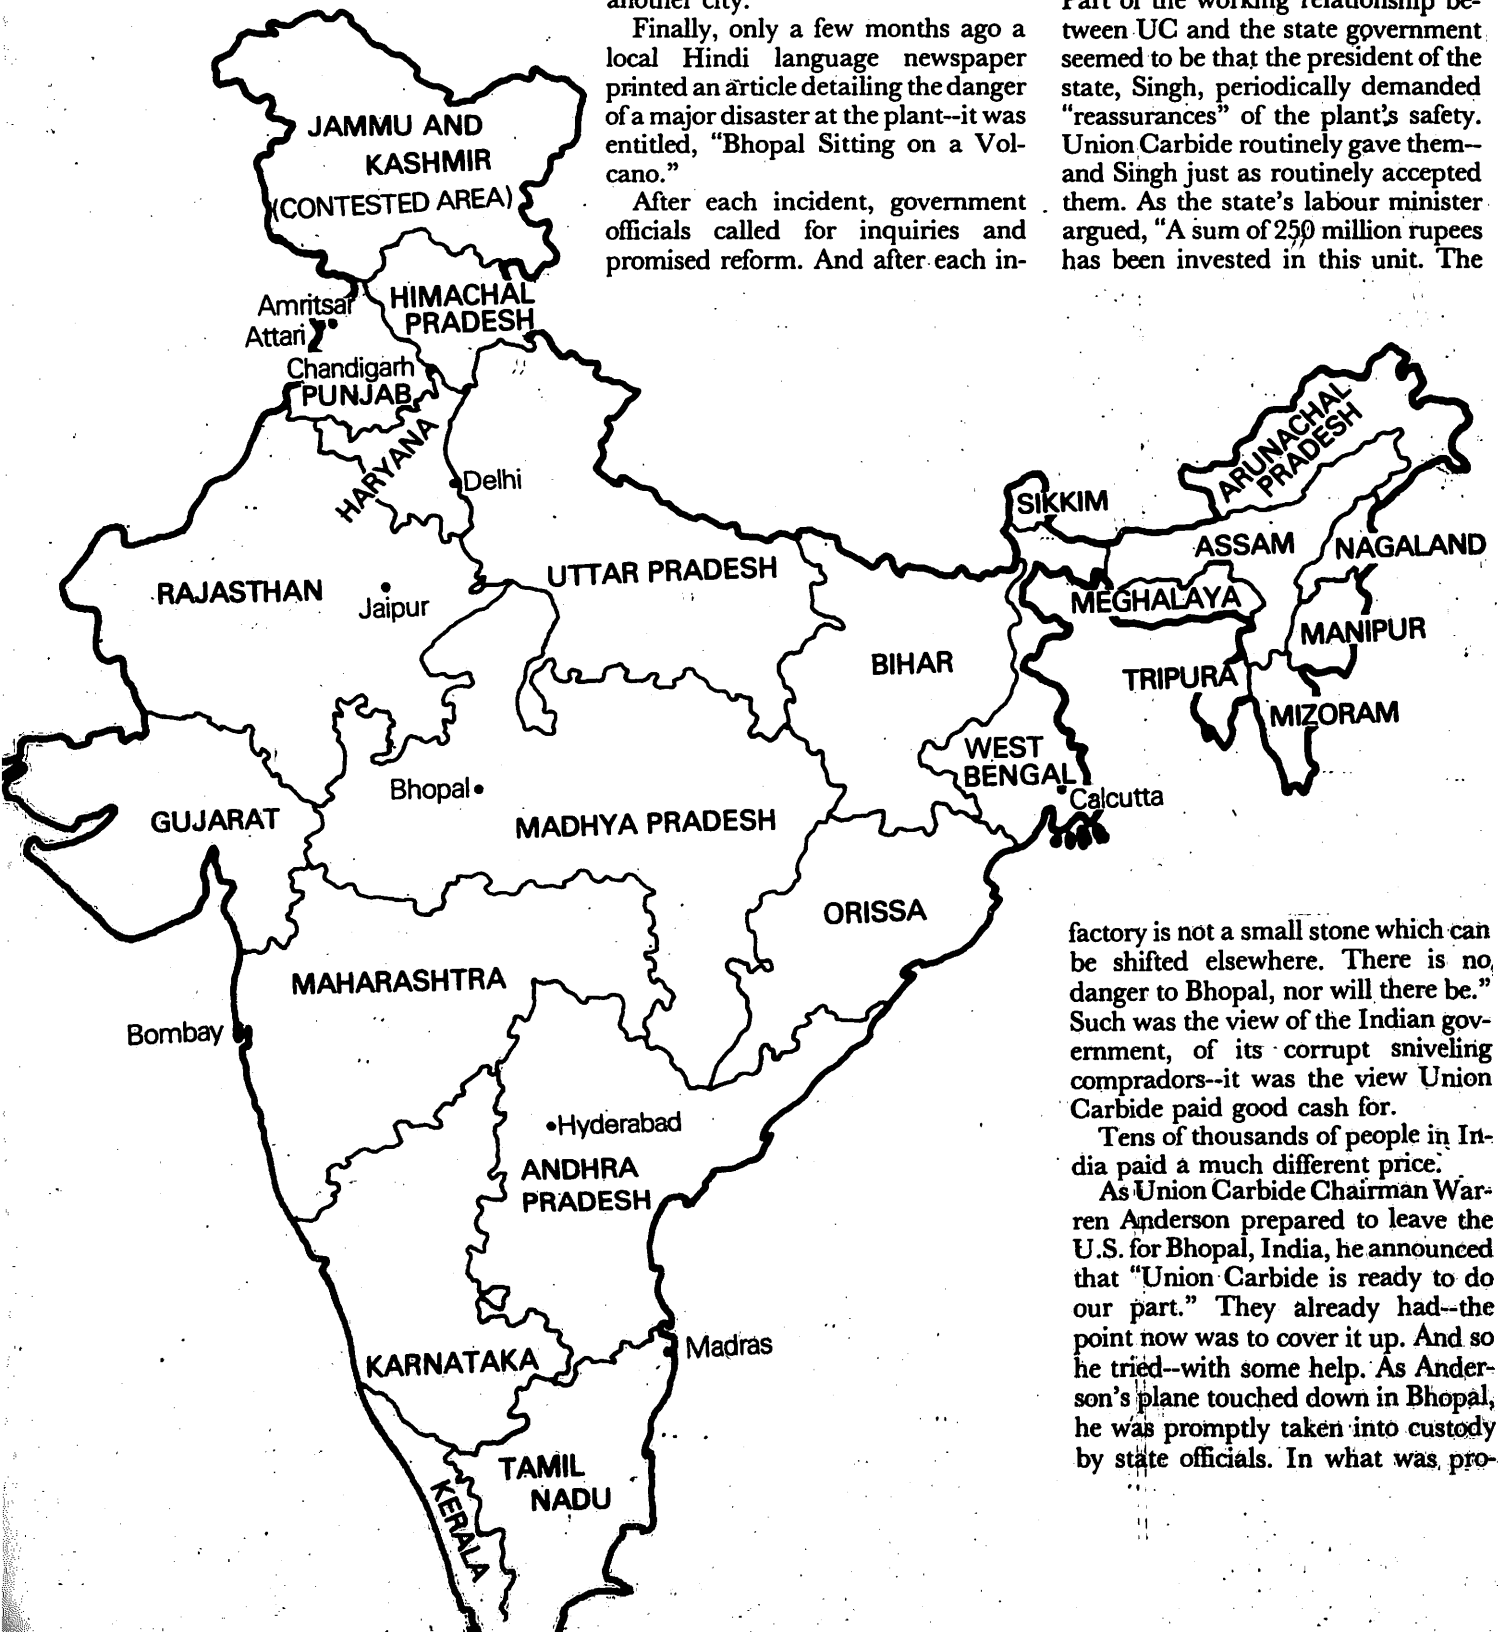 another city.
Finally, only a few months ago a
local Hindi language newspaper
printed an article detailing the danger
of a major disaster at the plant--it was
entitled, “Bhopal Sitting on a Vol-
cano.”
After each incident, government
officials called for inquiries and
promised reform. And after each in-
Part of the working relationship be-
tween UC and the state government
seemed to be that the president of the
state, Singh, periodically demanded
“reassurances” of the plant's safety.
Union Carbide routinely gave them--
and Singh just as routinely accepted
them. As the state's labour minister
argued, “A sum of 250 million rupees
has been invested in this unit. The
factory is not a small stone which can
be shifted elsewhere. There is no
danger to Bhopal, nor will there be.”
Such was the view of the Indian gov-
ernment, of its corrupt sniveling
compradors--it was the view Union
Carbide paid good cash for.
Tens of thousands of people in In-
dia paid a much different price.
As Union Carbide Chairman War-
ren Anderson prepared to leave the
U.S. for Bhopal, India, he announced
that “Union Carbide is ready to do
our part.” They already had--the
point now was to cover it up. And so
he tried--with some help. As Ander-
son's plane touched down in Bhopal,
he was promptly taken into custody
by state officials. In what was pro-
JAMMU AND
KASHMIR
(CONTESTED AREA)
HIMACHAL
PRADESH
Amritsar
Attari
Chandigarh
PUNJAB
HARYANA
Delhi
RAJASTHAN
Jaipur
UTTAR PRADESH
SIKKIM
ARUNACHAL
PRADESH
ASSAM
NAGALAND
MEGHALAYA
MANIPUR
TRIPURA
MIZORAM
BIHAR
WEST
BENGAL
Calcutta
Bhopal
GUJARAT
MADHYA PRADESH
ORISSA
MAHARASHTRA
Bombay
Hyderabad
ANDHRA
PRADESH
KARNATAKA
Madras
TAMIL
NADU
KERALA